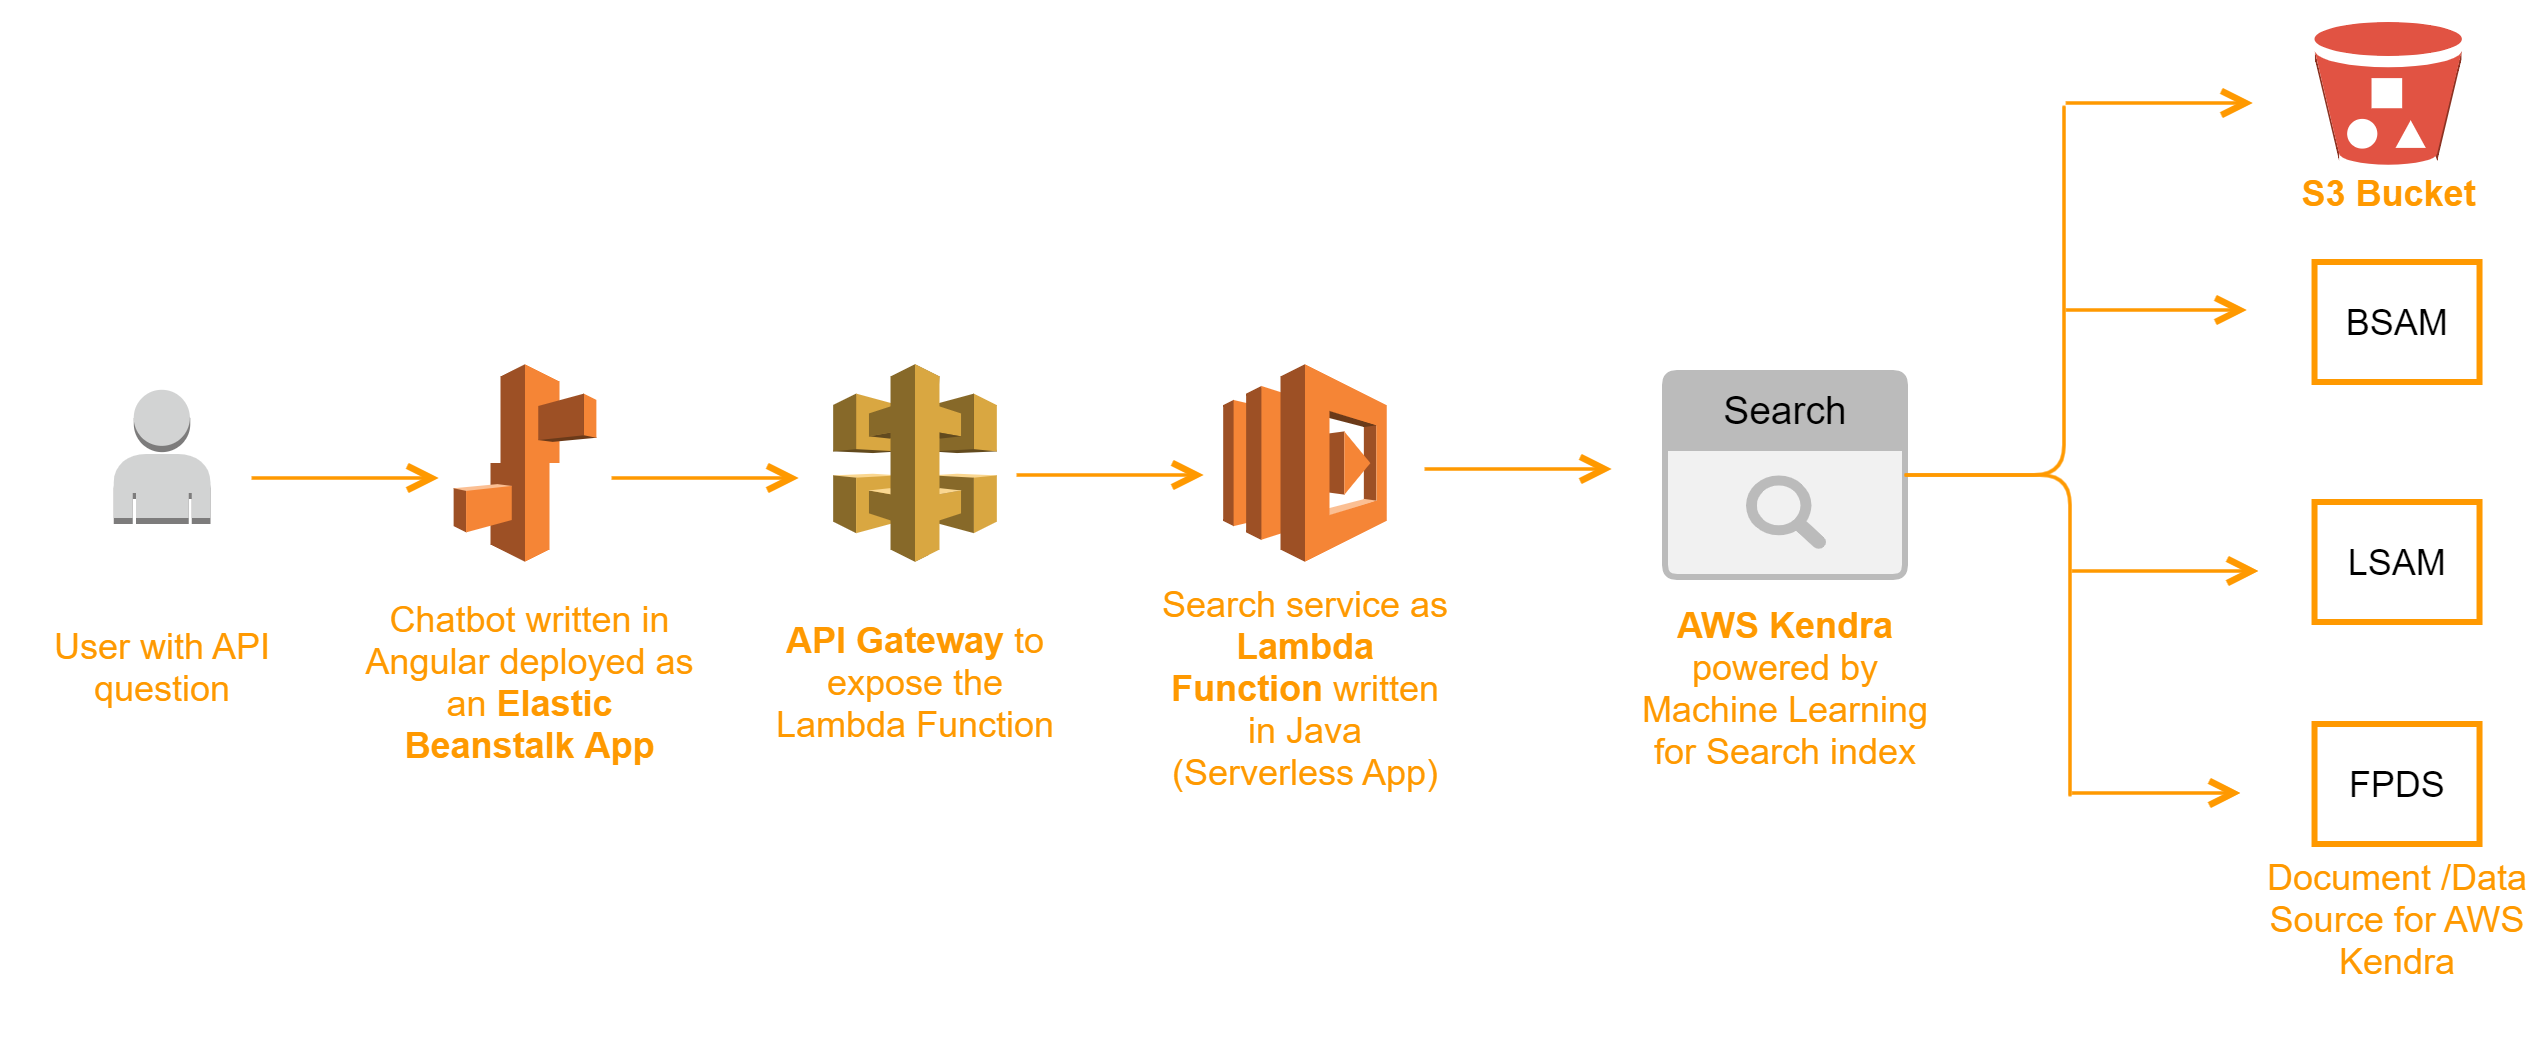 User with API
question
Chatbot written in
Angular deployed as
an Elastic
Beanstalk App
API Gateway to
expose the
Lambda Function
Search service as
Lambda
Function written
in Java
(Serverless App)
Search
AWS Kendra
powered by
Machine Learning
for Search index
S3 Bucket
BSAM
LSAM
FPDS
Document /Data
Source for AWS
Kendra